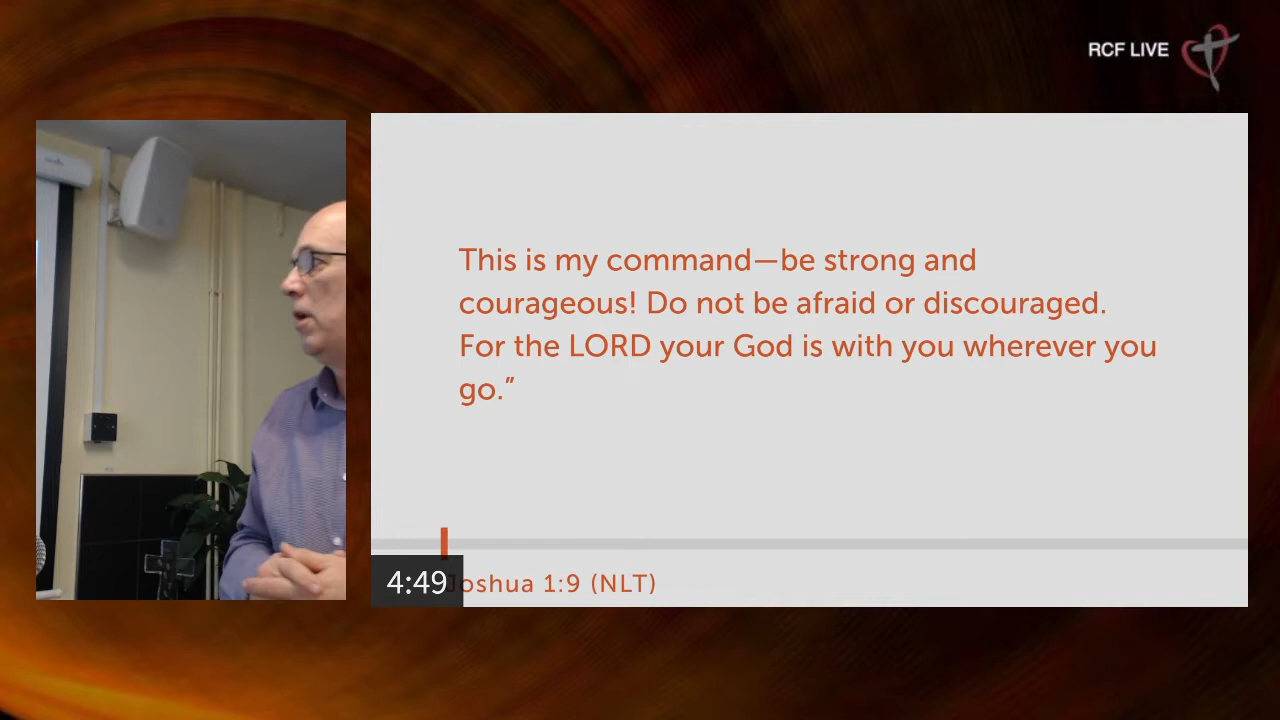 RCF LIVE
This is my command—be strong and
courageous! Do not be afraid or discouraged.
For the LORD your God is with you wherever you
go.”
4:49
Joshua 1:9 (NLT)